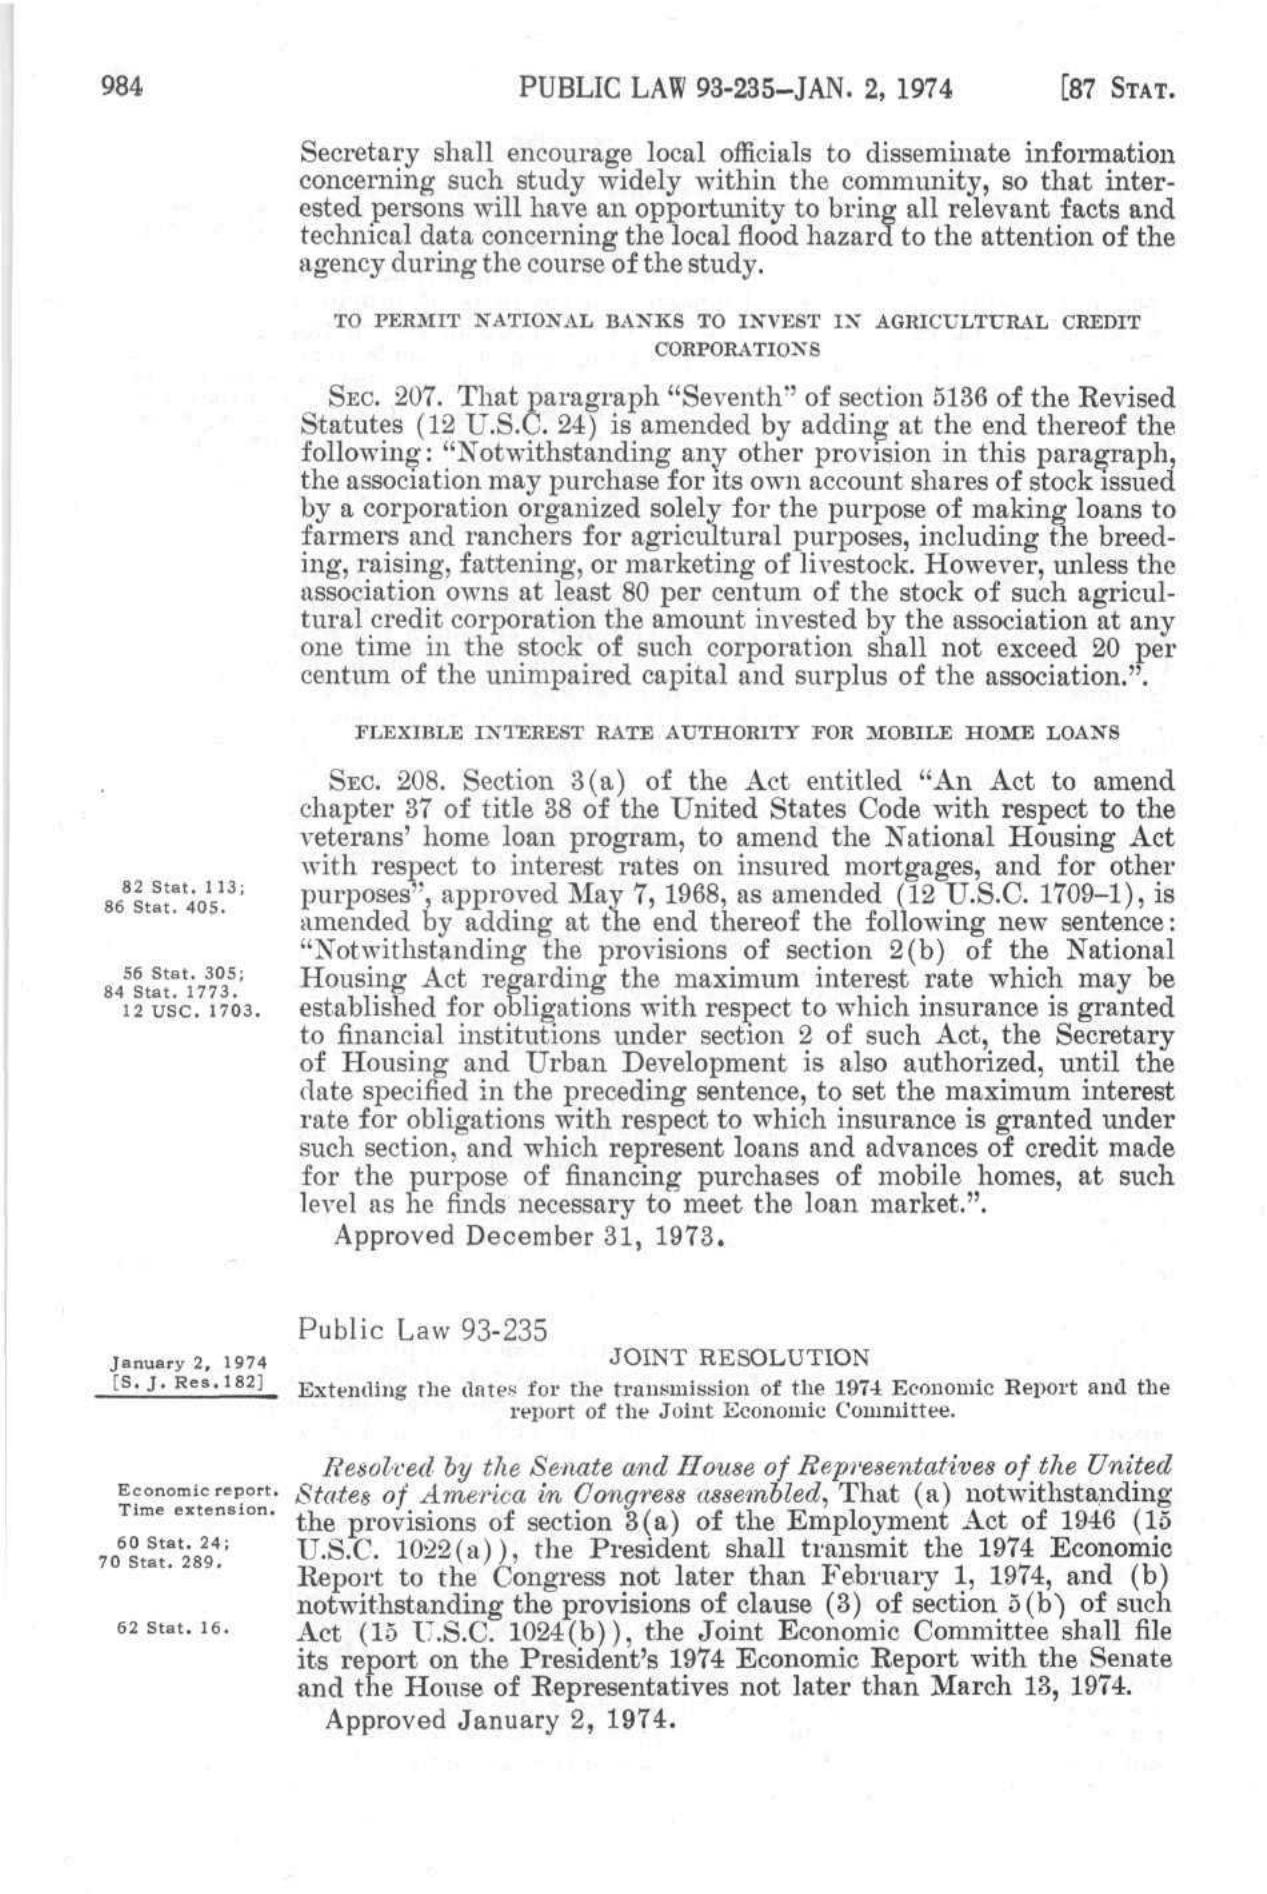 984 PUBLIC LAW 93-235–JAN. 2, 1974 [87 STAT.
Secretary shall encourage local officials to disseminate information
concerning such study widely within the community, so that inter-
ested persons will have an opportunity to bring all relevant facts and
technical data concerning the local flood hazard to the attention of the
agency during the course of the study.
TO PERMIT NATIONAL BANKS TO INVEST IN AGRICULTURAL CREDIT
CORPORATIONS
SEC. 207. That paragraph “Seventh” of section 5136 of the Revised
Statutes (12 U.S.C. 24) is amended by adding at the end thereof the
following: “Notwithstanding any other provision in this paragraph,
the association may purchase for its own account shares of stock issued
by a corporation organized solely for the purpose of making loans to
farmers and ranchers for agricultural purposes, including the breed-
ing, raising, fattening, or marketing of livestock. However, unless the
association owns at least 80 per centum of the stock of such agricul-
tural credit corporation the amount invested by the association at any
one time in the stock of such corporation shall not exceed 20 per
centum of the unimpaired capital and surplus of the association.”.
FLEXIBLE INTEREST RATE AUTHORITY FOR MOBILE HOME LOANS
SEC. 208. Section 3(a) of the Act entitled “An Act to amend
chapter 37 of title 38 of the United States Code with respect to the
veterans’ home loan program, to amend the National Housing Act
with respect to interest rates on insured mortgages, and for other
82 Stat. 113;
86 Stat. 405.
purposes”, approved May 7, 1968, as amended (12 U.S.C. 1709–1), is
amended by adding at the end thereof the following new sentence:
“Notwithstanding the provisions of section 2(b) of the National
56 Stat. 305;
84 Stat. 1773.
12 USC. 1703.
Housing Act regarding the maximum interest rate which may be
established for obligations with respect to which insurance is granted
to financial institutions under section 2 of such Act, the Secretary
of Housing and Urban Development is also authorized, until the
date specified in the preceding sentence, to set the maximum interest
rate for obligations with respect to which insurance is granted under
such section, and which represent loans and advances of credit made
for the purpose of financing purchases of mobile homes, at such
level as he finds necessary to meet the loan market.”.
Approved December 31, 1973.
Public Law 93-235
January 2, 1974
[S. J. Res.182]
JOINT RESOLUTION
Extending the dates for the transmission of the 1974 Economic Report and the
report of the Joint Economic Committee.
Resolved by the Senate and House of Representatives of the United
Economic report.
Time extension.
States of America in Congress assembled, That (a) notwithstanding
the provisions of section 3(a) of the Employment Act of 1946 (15
60 Stat. 24;
70 Stat. 289.
U.S.C. 1022(a)), the President shall transmit the 1974 Economic
Report to the Congress not later than February 1, 1974, and (b)
notwithstanding the provisions of clause (3) of section 5(b) of such
62 Stat. 16.
Act (15 U.S.C. 1024(b)), the Joint Economic Committee shall file
its report on the President's 1974 Economic Report with the Senate
and the House of Representatives not later than March 13, 1974.
Approved January 2, 1974.